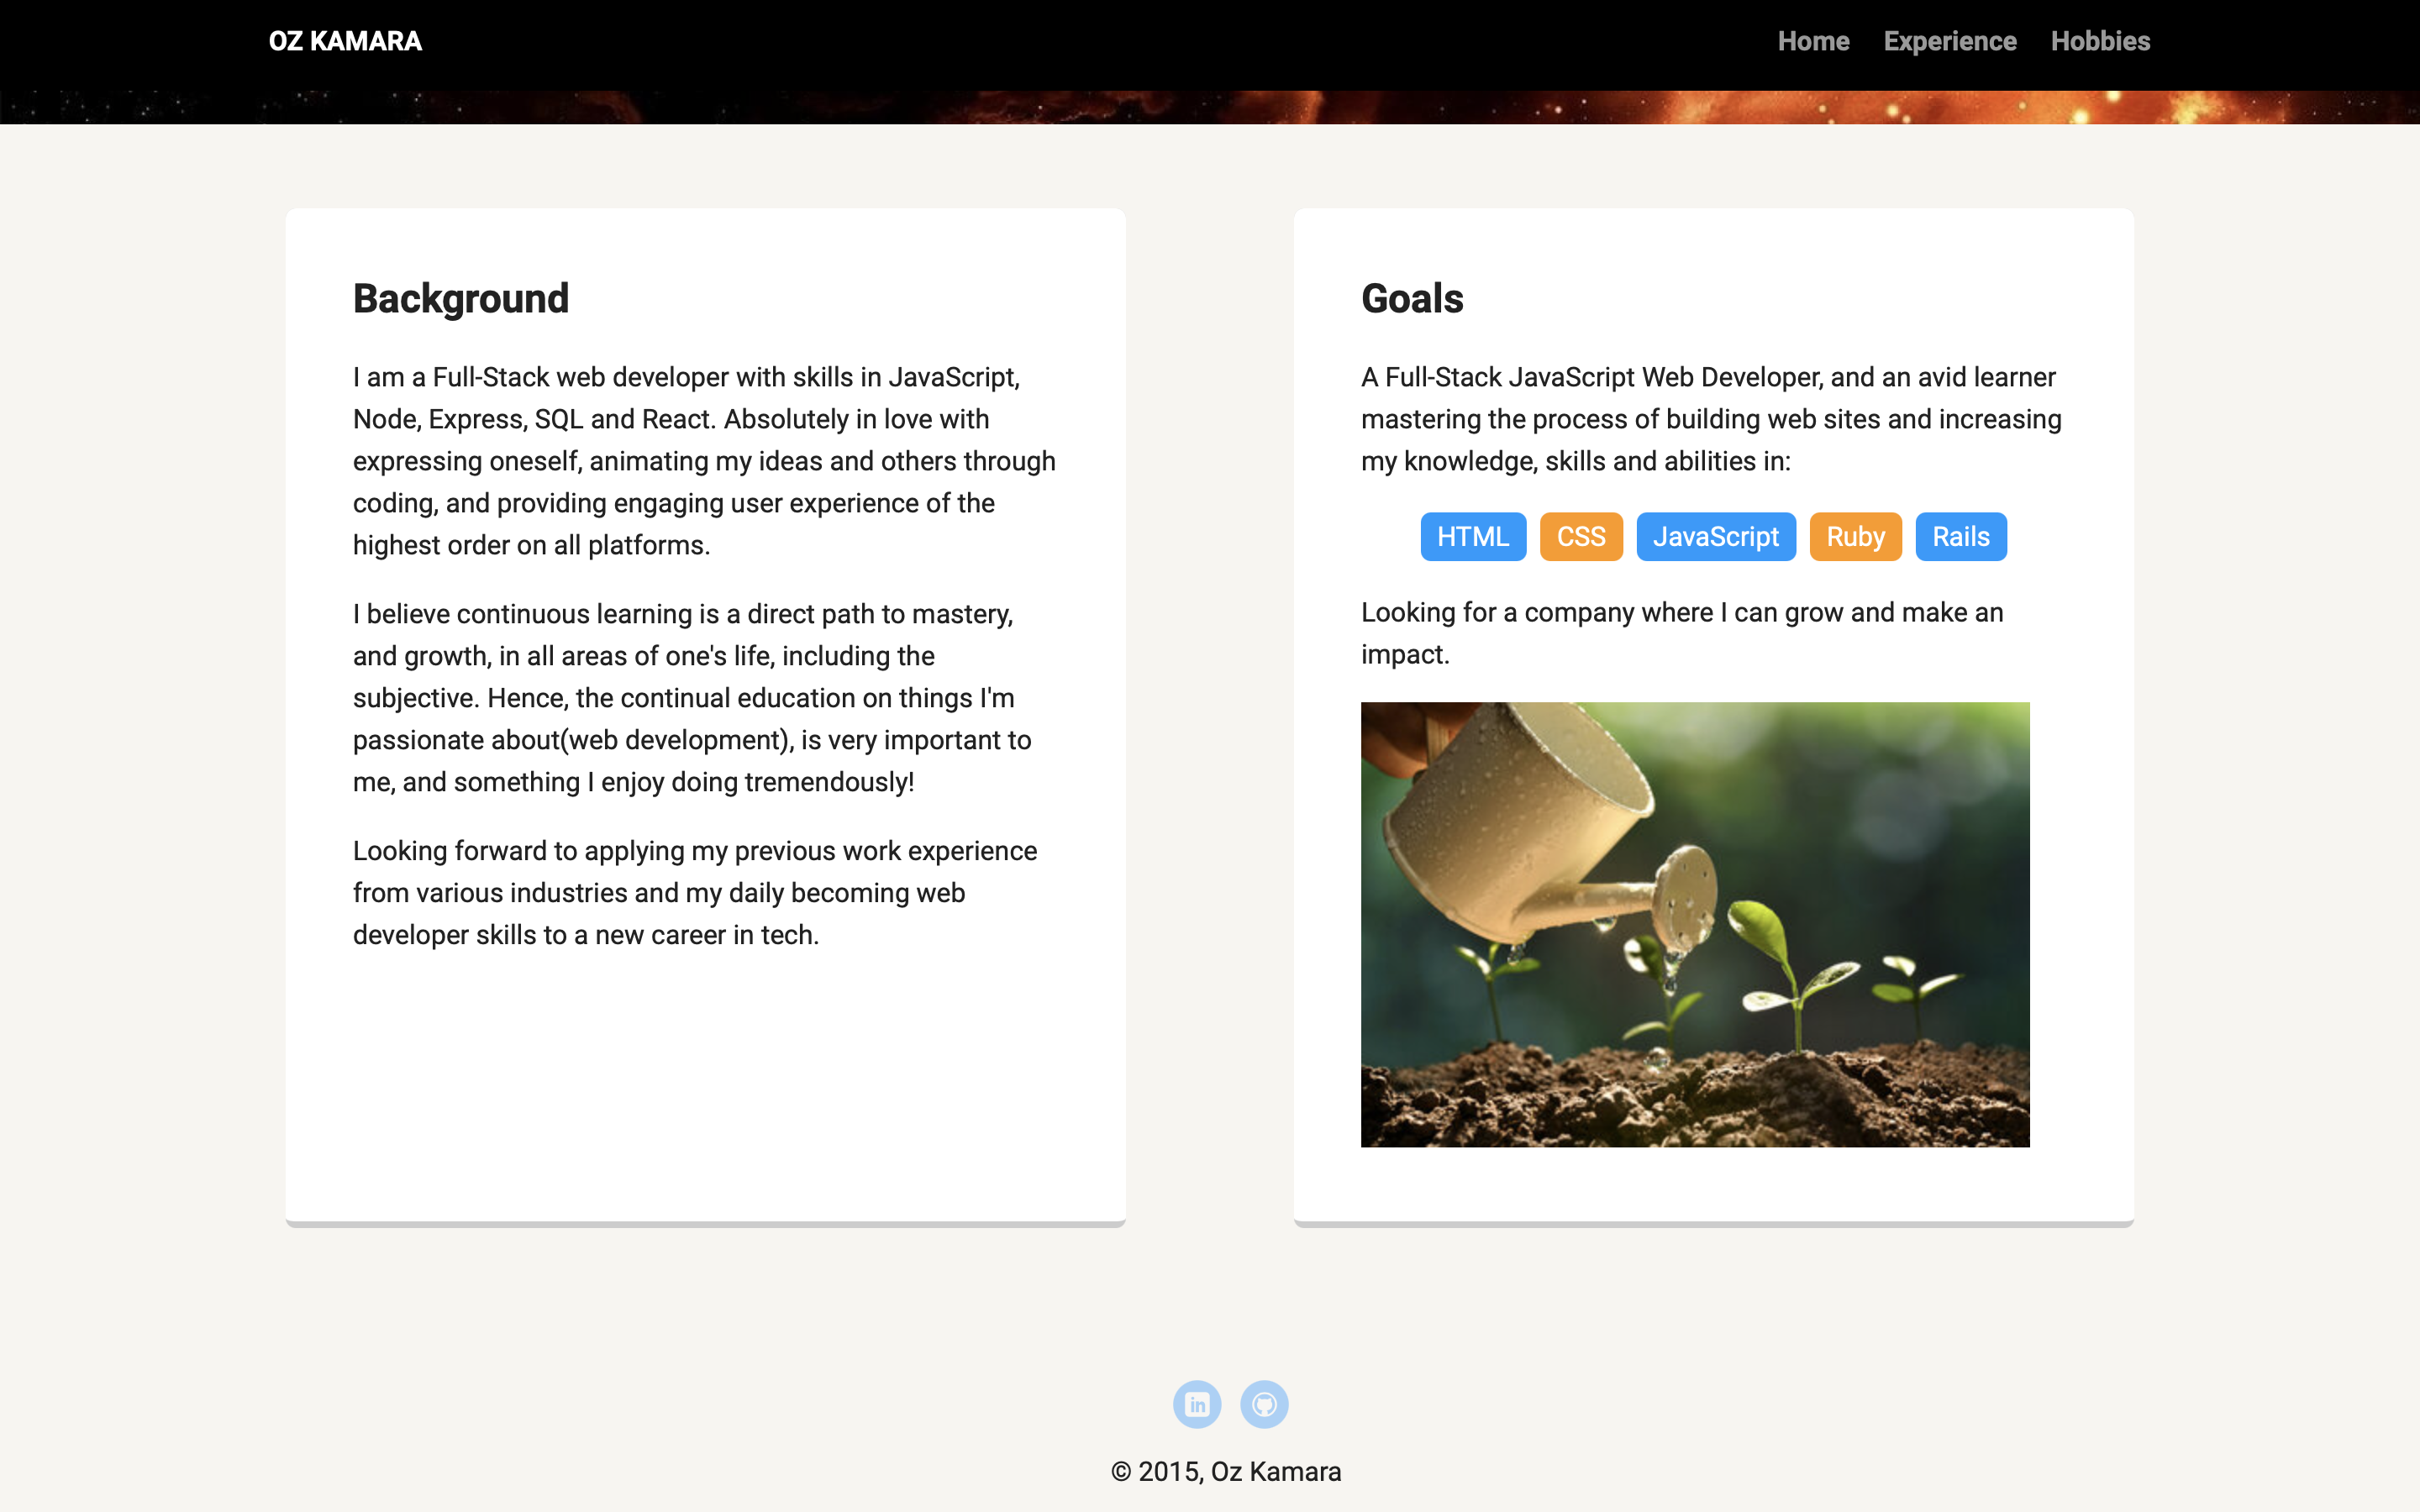 OZ KAMARA
Home Experience Hobbies
Background
I am a Full-Stack web developer with skills in JavaScript,
Node, Express, SQL and React. Absolutely in love with
expressing oneself, animating my ideas and others through
coding, and providing engaging user experience of the
highest order on all platforms.
I believe continuous learning is a direct path to mastery,
and growth, in all areas of one's life, including the
subjective. Hence, the continual education on things I'm
passionate about(web development), is very important to
me, and something I enjoy doing tremendously!
Looking forward to applying my previous work experience
from various industries and my daily becoming web
developer skills to a new career in tech.
Goals
A Full-Stack JavaScript Web Developer, and an avid learner
mastering the process of building web sites and increasing
my knowledge, skills and abilities in:
HTML CSS JavaScript Ruby Rails
Looking for a company where I can grow and make an
impact.
in
© 2015, Oz Kamara